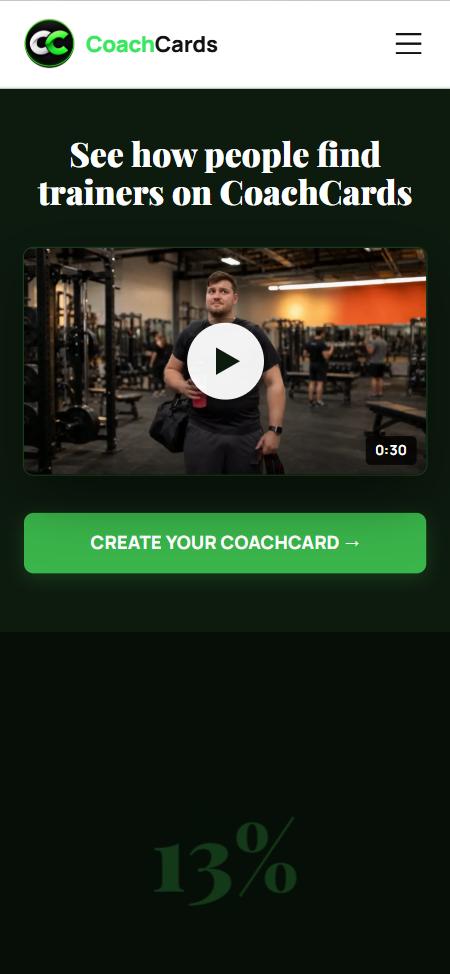 CC
CoachCards
See how people find
trainers on CoachCards
0:30
CREATE YOUR COACHCARD →
13%